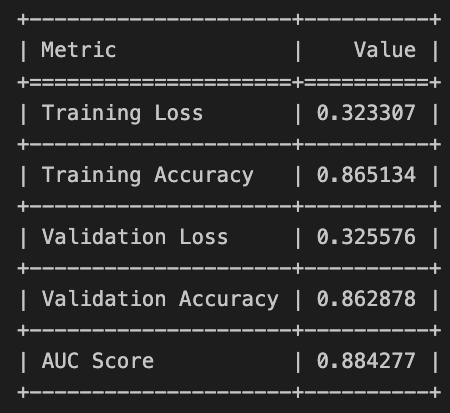 +---------------------+----------+
| Metric              |    Value |
+=====================+==========+
| Training Loss       | 0.323307 |
+---------------------+----------+
| Training Accuracy   | 0.865134 |
+---------------------+----------+
| Validation Loss     | 0.325576 |
+---------------------+----------+
| Validation Accuracy | 0.862878 |
+---------------------+----------+
| AUC Score           | 0.884277 |
+---------------------+----------+